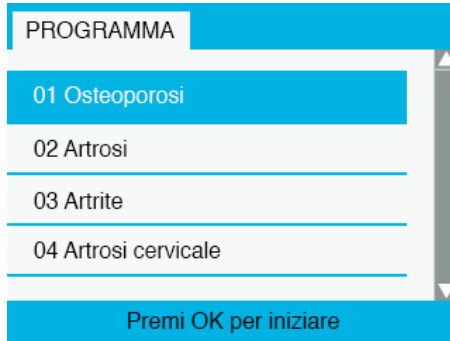 PROGRAMMA
01 Osteoporosi
02 Artrosi
03 Artrite
04 Artrosi cervicale
Premi OK per iniziare